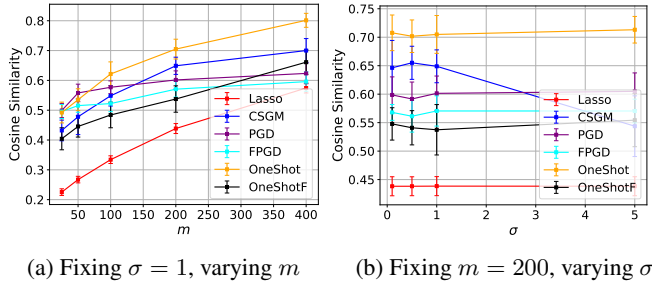 0.8
0.7
0.6
0.5
0.4
0.3
0.2
Cosine Similarity
50 100 150 200 250 300 350 400
m
Lasso
CSGM
PGD
FPGD
OneShot
OneShotF
0.75
0.70
0.65
0.60
0.55
0.50
0.45
Cosine Similarity
0 1 2 3 4 5
σ
Lasso
CSGM
PGD
FPGD
OneShot
OneShotF
(a) Fixing σ = 1, varying m
(b) Fixing m = 200, varying σ